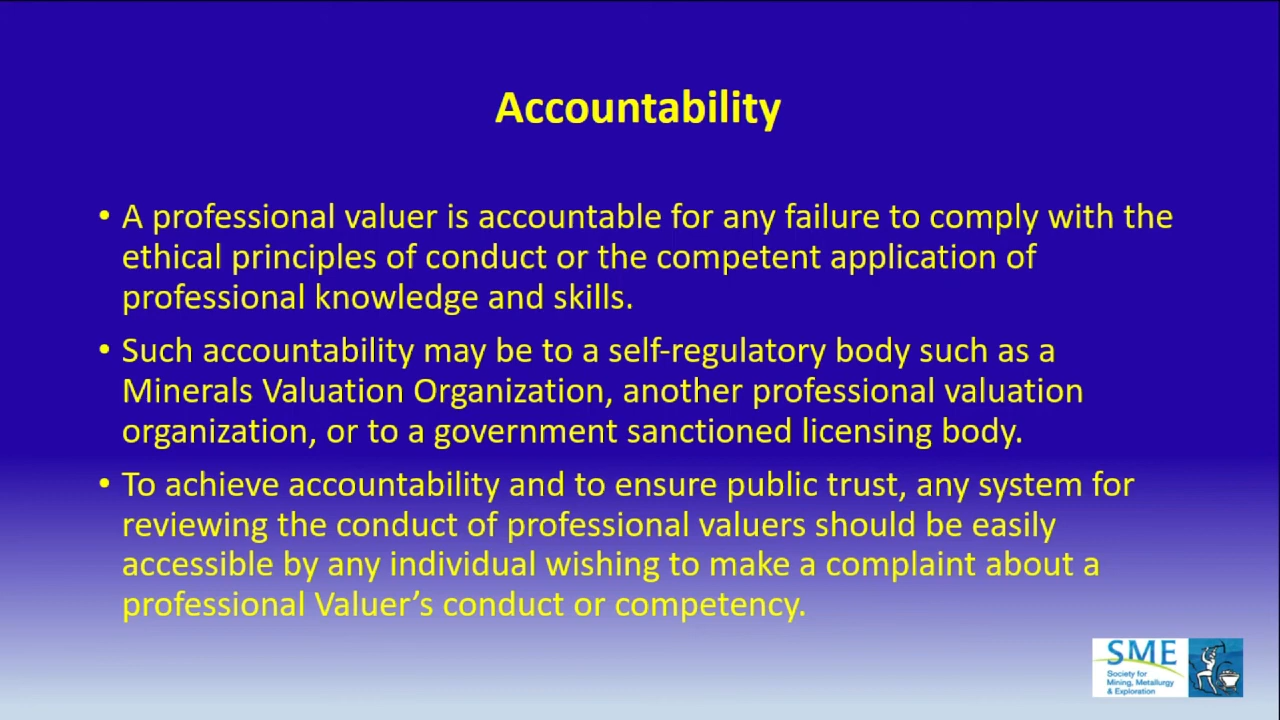 Accountability
• A professional valuer is accountable for any failure to comply with the
ethical principles of conduct or the competent application of
professional knowledge and skills.
• Such accountability may be to a self-regulatory body such as a
Minerals Valuation Organization, another professional valuation
organization, or to a government sanctioned licensing body.
• To achieve accountability and to ensure public trust, any system for
reviewing the conduct of professional valuers should be easily
accessible by any individual wishing to make a complaint about a
professional Valuer’s conduct or competency.
SME
Society for
Mining, Metallurgy
& Exploration